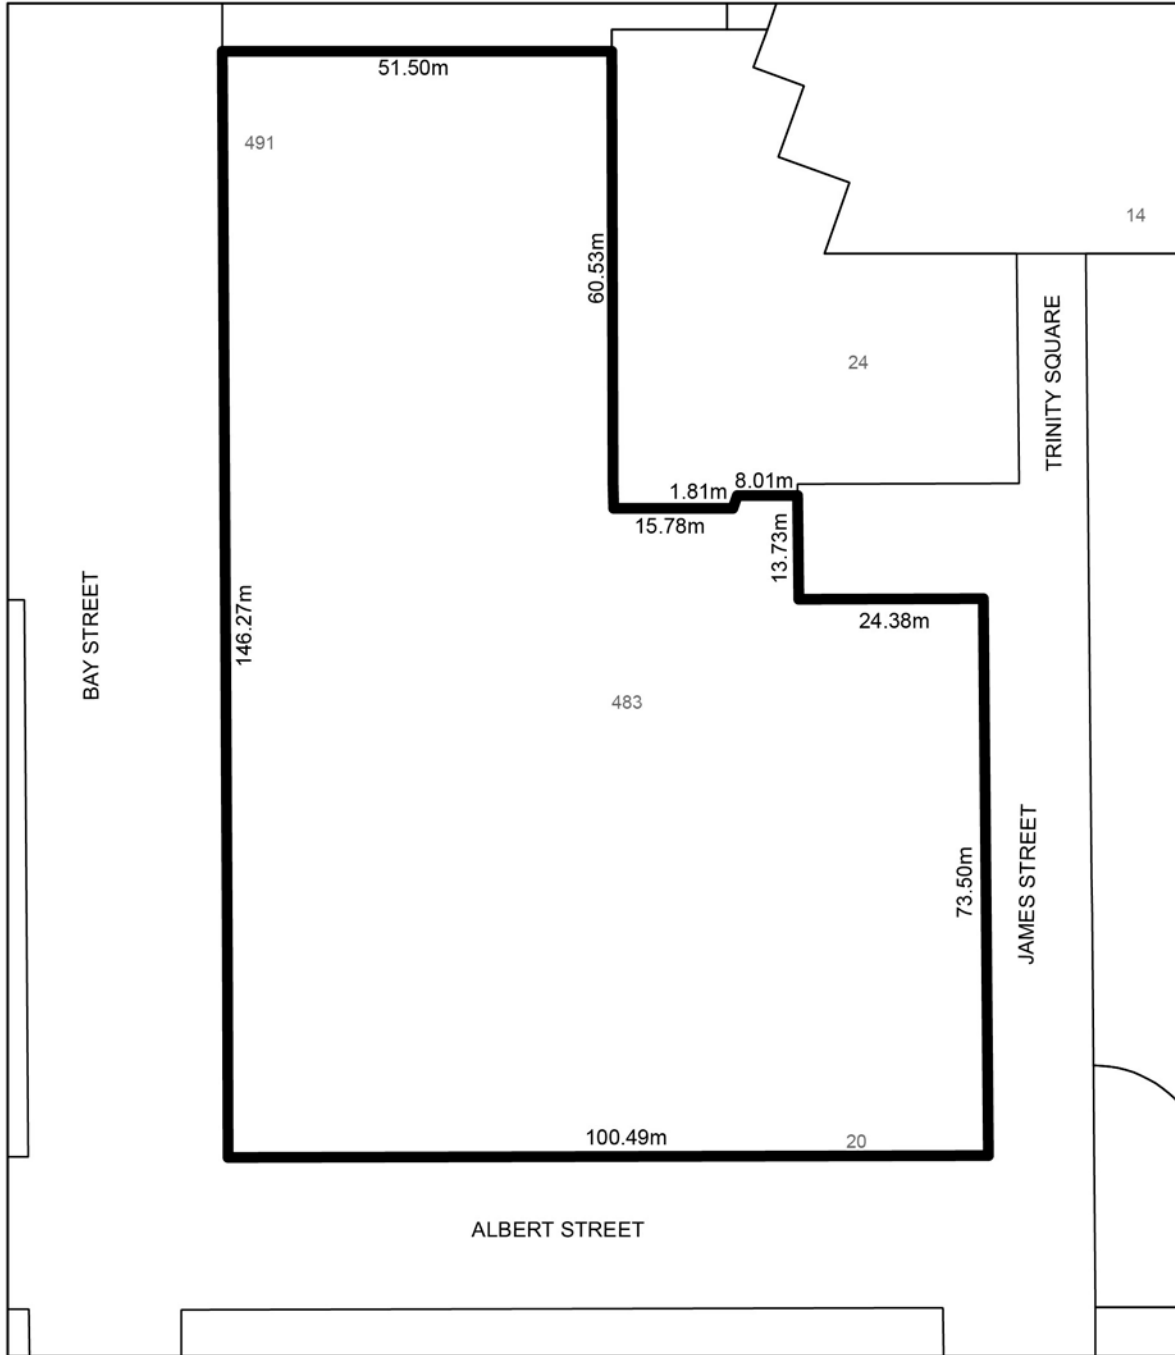 51.50m
491
14
60.53m
TRINITY SQUARE
24
8.01m
1.81m
15.78m
13.73m
BAY STREET
146.27m
24.38m
483
73.50m
JAMES STREET
100.49m
20
ALBERT STREET